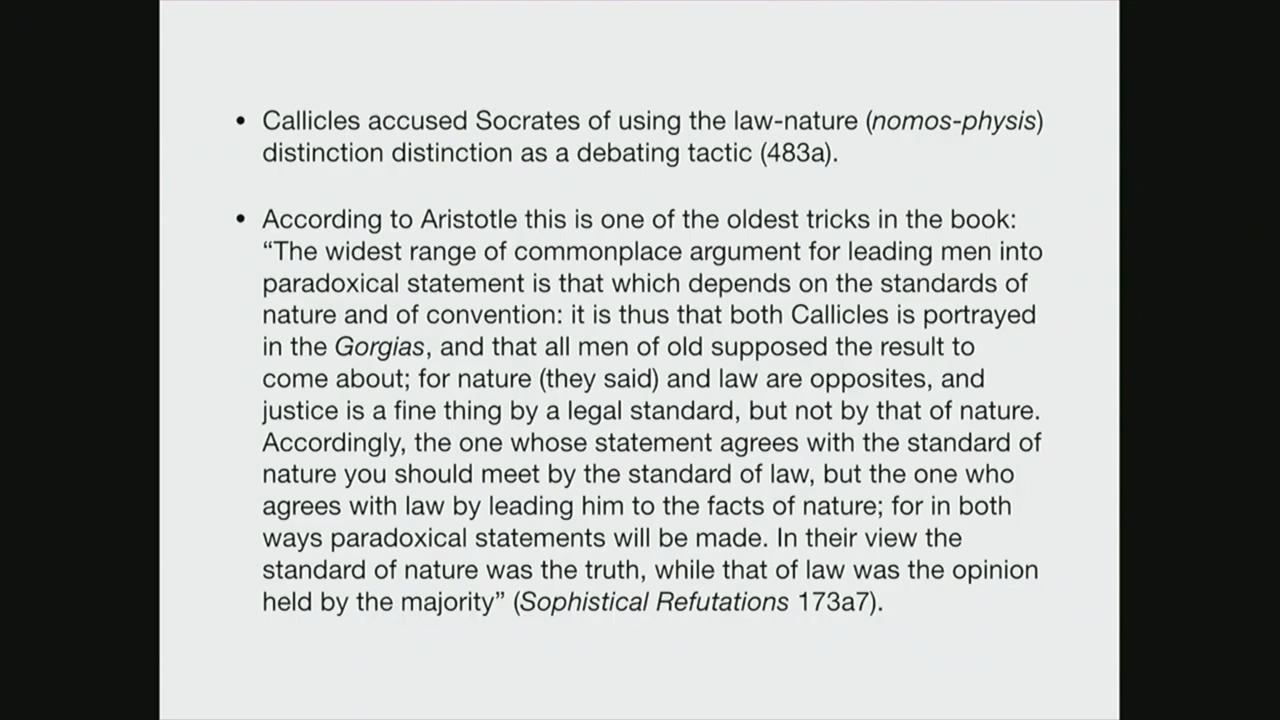 • Callicles accused Socrates of using the law-nature (nomos-physis)
distinction distinction as a debating tactic (483a).
• According to Aristotle this is one of the oldest tricks in the book:
“The widest range of commonplace argument for leading men into
paradoxical statement is that which depends on the standards of
nature and of convention: it is thus that both Callicles is portrayed
in the Gorgias, and that all men of old supposed the result to
come about; for nature (they said) and law are opposites, and
justice is a fine thing by a legal standard, but not by that of nature.
Accordingly, the one whose statement agrees with the standard of
nature you should meet by the standard of law, but the one who
agrees with law by leading him to the facts of nature; for in both
ways paradoxical statements will be made. In their view the
standard of nature was the truth, while that of law was the opinion
held by the majority” (Sophistical Refutations 173a7).